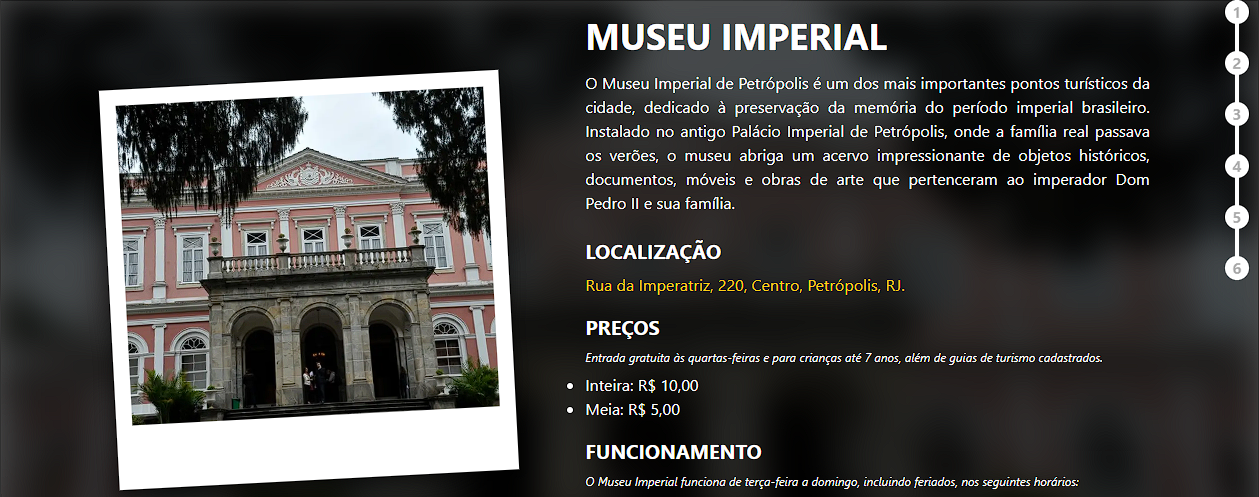 MUSEU IMPERIAL
O Museu Imperial de Petrópolis é um dos mais importantes pontos turísticos da
cidade, dedicado à preservação da memória do período imperial brasileiro.
Instalado no antigo Palácio Imperial de Petrópolis, onde a família real passava
os verões, o museu abriga um acervo impressionante de objetos históricos,
documentos, móveis e obras de arte que pertenceram ao imperador Dom
Pedro II e sua família.
LOCALIZAÇÃO
Rua da Imperatriz, 220, Centro, Petrópolis, RJ.
PREÇOS
Entrada gratuita às quartas-feiras e para crianças até 7 anos, além de guias de turismo cadastrados.
• Inteira: R$ 10,00
• Meia: R$ 5,00
FUNCIONAMENTO
O Museu Imperial funciona de terça-feira a domingo, incluindo feriados, nos seguintes horários:
1
2
3
4
5
6